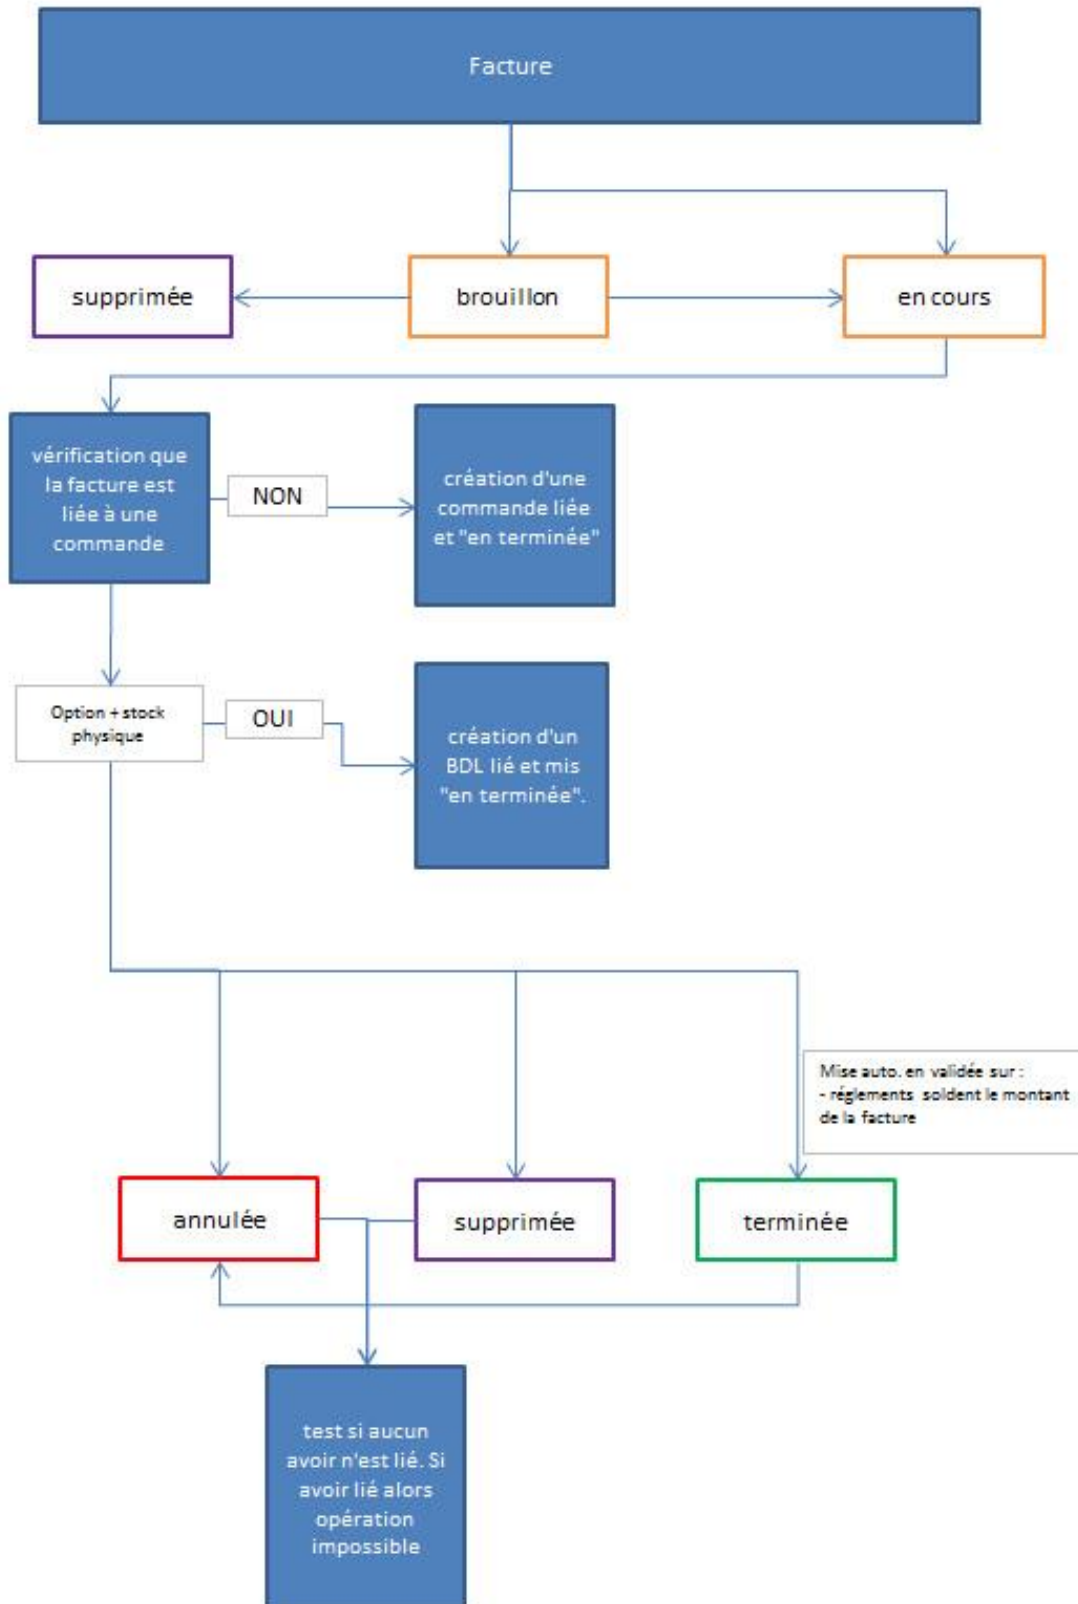 Facture
supprimée
brouillon
en cours
vérification que
la facture est
liée à une
commande
NON
création d'une
commande liée
et "en terminée"
Option + stock
physique
OUI
création d'un
BDL lié et mis
"en terminée".
Mise auto. en validée sur :
- réglements soldent le montant
de la facture
annulée
supprimée
terminée
test si aucun
avoir n'est lié. Si
avoir lié alors
opération
impossible